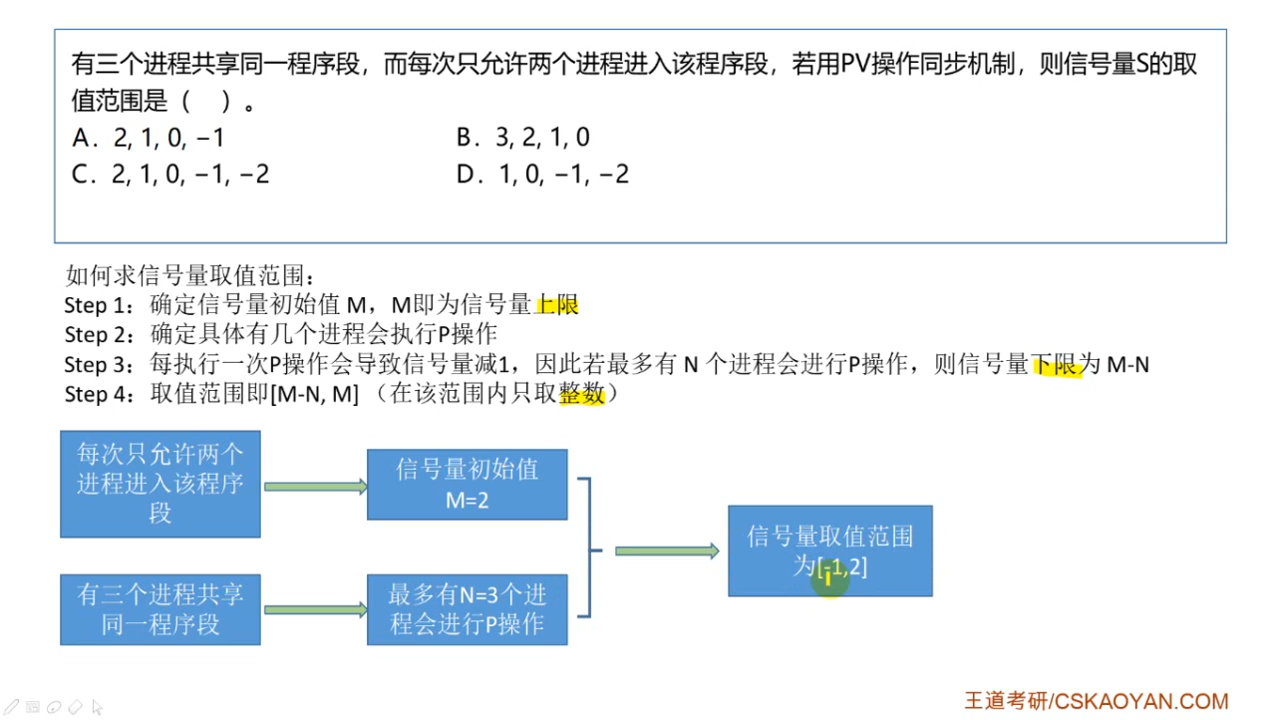 有三个进程共享同一程序段，而每次只允许两个进程进入该程序段，若用PV操作同步机制，则信号量S的取
值范围是（　）。
A．2, 1, 0, −1
B．3, 2, 1, 0
C．2, 1, 0, −1, −2
D．1, 0, −1, −2
如何求信号量取值范围：
Step 1：确定信号量初始值 M，M即为信号量上限
Step 2：确定具体有几个进程会执行P操作
Step 3：每执行一次P操作会导致信号量减1，因此若最多有 N 个进程会进行P操作，则信号量下限为 M-N
Step 4：取值范围即[M-N, M]（在该范围内只取整数）
每次只允许两个
进程进入该程序
段
信号量初始值
M=2
有三个进程共享
同一程序段
最多有N=3个进
程会进行P操作
信号量取值范围
为[-1,2]
王道考研/CSKAOYAN.COM